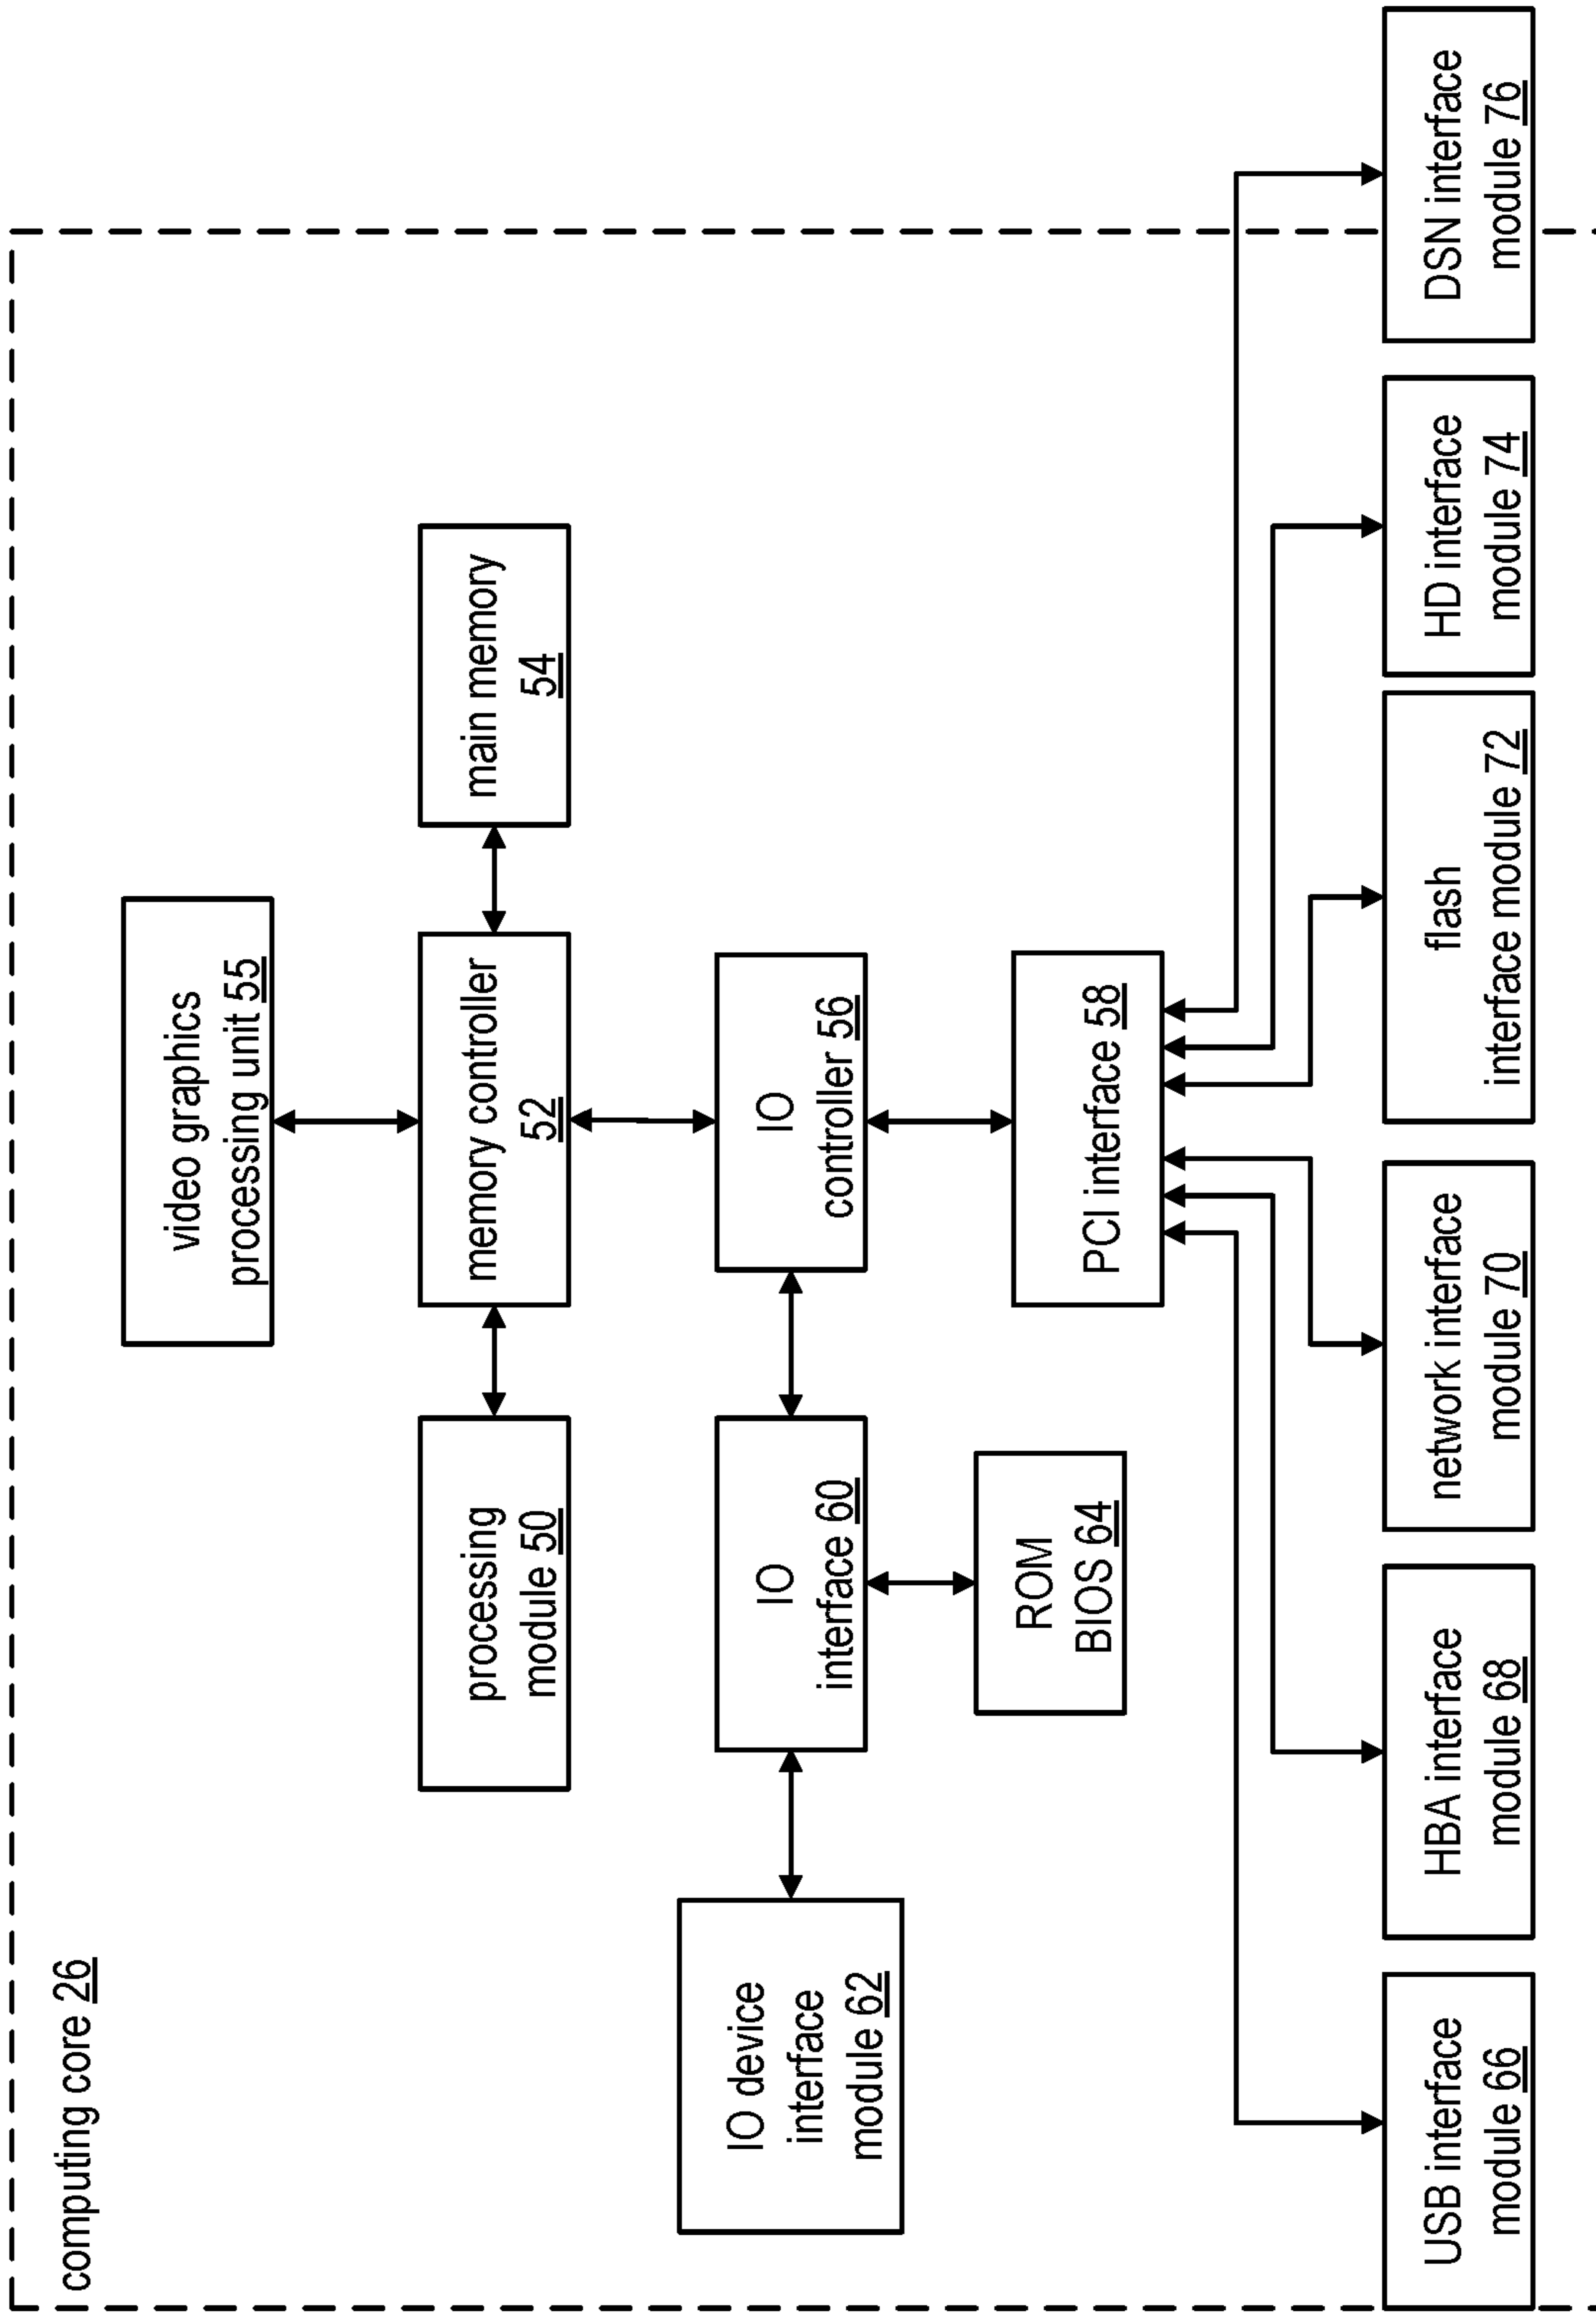 computing core 26
video graphics
processing unit 55
processing
module 50
memory controller
52
main memory
54
IO device
interface
module 62
IO
interface 60
IO
controller 56
ROM
BIOS 64
PCI interface 58
USB interface
module 66
HBA interface
module 68
network interface
module 70
flash
interface module 72
HD interface
module 74
DSN interface
module 76